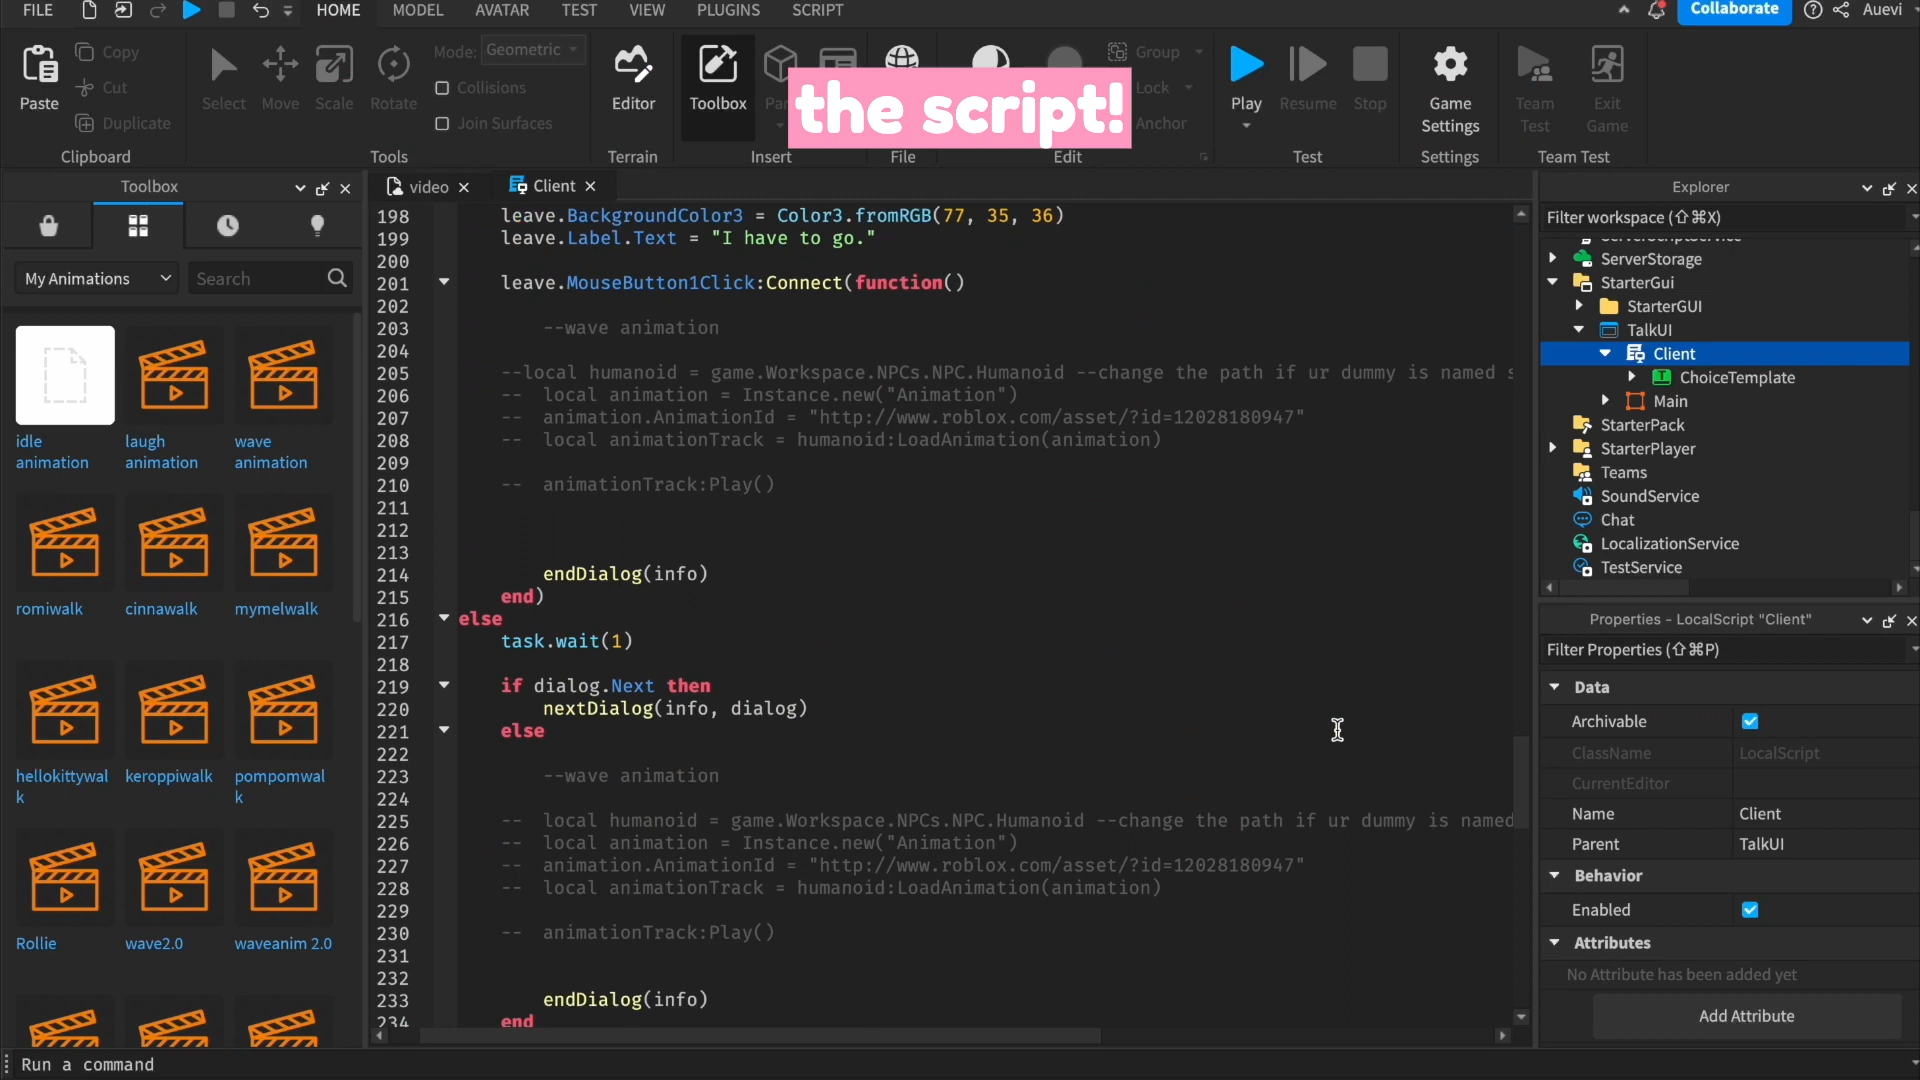 FILE
HOME
MODEL
AVATAR
TEST
VIEW
PLUGINS
SCRIPT
Collaborate
Auevi
Paste
Copy
Cut
Duplicate
Clipboard
Select
Move
Scale
Rotate
Mode:
Geometric
Collisions
Join Surfaces
Tools
Editor
Terrain
Toolbox
Insert
the script!
File
Group
Lock
Anchor
Edit
Play
Resume
Stop
Test
Game
Settings
Settings
Team
Test
Exit
Game
Team Test
Toolbox
My Animations
Search
idle
animation
laugh
animation
wave
animation
romiwalk
cinnawalk
mymelwalk
hellokittywal
k
keroppiwalk
pompomwal
k
Rollie
wave2.0
waveanim 2.0
video
Client
198 leave.BackgroundColor3 = Color3.fromRGB(77, 35, 36)
199 leave.Label.Text = "I have to go."
200
201 leave.MouseButton1Click:Connect(function()
202
203 --wave animation
204
205 --local humanoid = game.Workspace.NPCs.NPC.Humanoid --change the path if ur dummy is named s
206 -- local animation = Instance.new("Animation")
207 -- animation.AnimationId = "http://www.roblox.com/asset/?id=12028180947"
208 -- local animationTrack = humanoid:LoadAnimation(animation)
209
210 -- animationTrack:Play()
211
212
213
214 endDialog(info)
215 end)
216 else
217 task.wait(1)
218
219 if dialog.Next then
220 nextDialog(info, dialog)
221 else
222
223 --wave animation
224
225 -- local humanoid = game.Workspace.NPCs.NPC.Humanoid --change the path if ur dummy is named
226 -- local animation = Instance.new("Animation")
227 -- animation.AnimationId = "http://www.roblox.com/asset/?id=12028180947"
228 -- local animationTrack = humanoid:LoadAnimation(animation)
229
230 -- animationTrack:Play()
231
232
233 endDialog(info)
234 end
Explorer
Filter workspace (⇧⌘X)
ServerScriptService
ServerStorage
StarterGui
StarterGUI
TalkUI
Client
ChoiceTemplate
Main
StarterPack
StarterPlayer
Teams
SoundService
Chat
LocalizationService
TestService
Properties - LocalScript "Client"
Filter Properties (⇧⌘P)
Data
Archivable
ClassName LocalScript
CurrentEditor
Name Client
Parent TalkUI
Behavior
Enabled
Attributes
No Attribute has been added yet
Add Attribute
Run a command